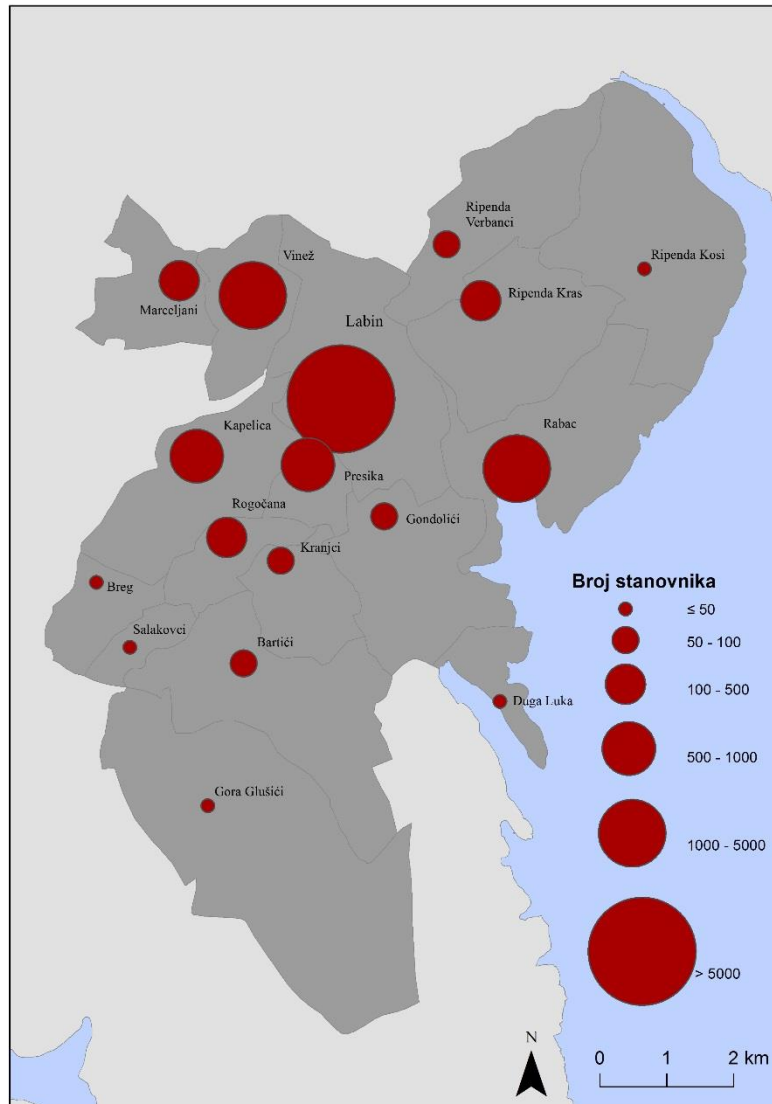 Ripenda
Verbanci
Ripenda Kosi
Vinež
Marceljani
Ripenda Kras
Labin
Kapelica
Rabac
Presika
Rogočana
Gondolići
Kranjci
Breg
Salakovci
Bartići
Duga Luka
Gora Glušići
Broj stanovnika
≤ 50
50 - 100
100 - 500
500 - 1000
1000 - 5000
> 5000
N
0 1 2 km